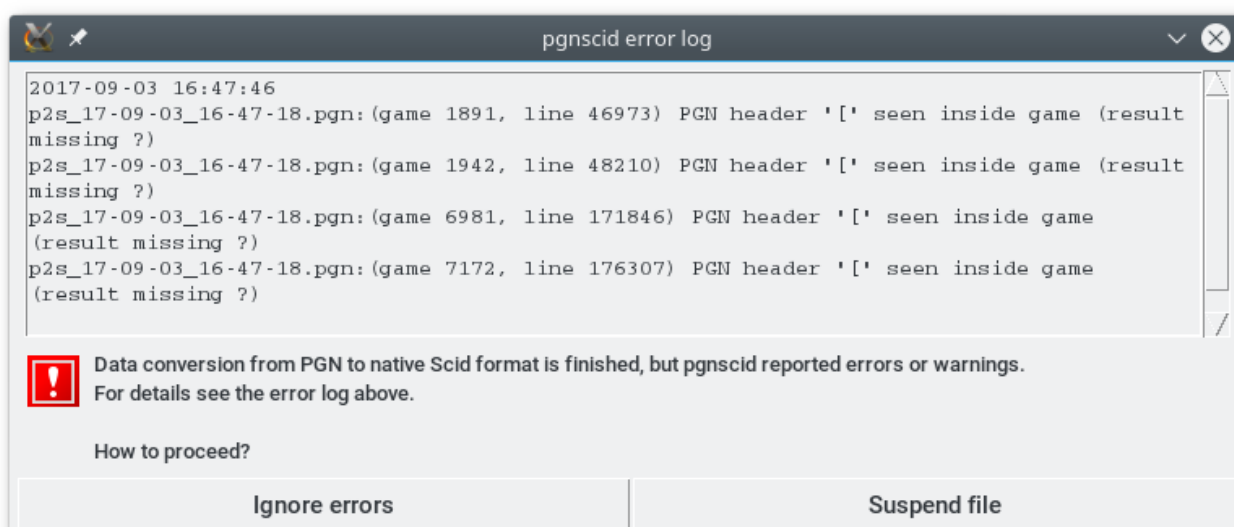 pgnscid error log
2017-09-03 16:47:46
p2s_17-09-03_16-47-18.pgn:(game 1891, line 46973) PGN header '[' seen inside game (result
missing ?)
p2s_17-09-03_16-47-18.pgn:(game 1942, line 48210) PGN header '[' seen inside game (result
missing ?)
p2s_17-09-03_16-47-18.pgn:(game 6981, line 171846) PGN header '[' seen inside game
(result missing ?)
p2s_17-09-03_16-47-18.pgn:(game 7172, line 176307) PGN header '[' seen inside game
(result missing ?)
Data conversion from PGN to native Scid format is finished, but pgnscid reported errors or warnings.
For details see the error log above.
How to proceed?
Ignore errors
Suspend file